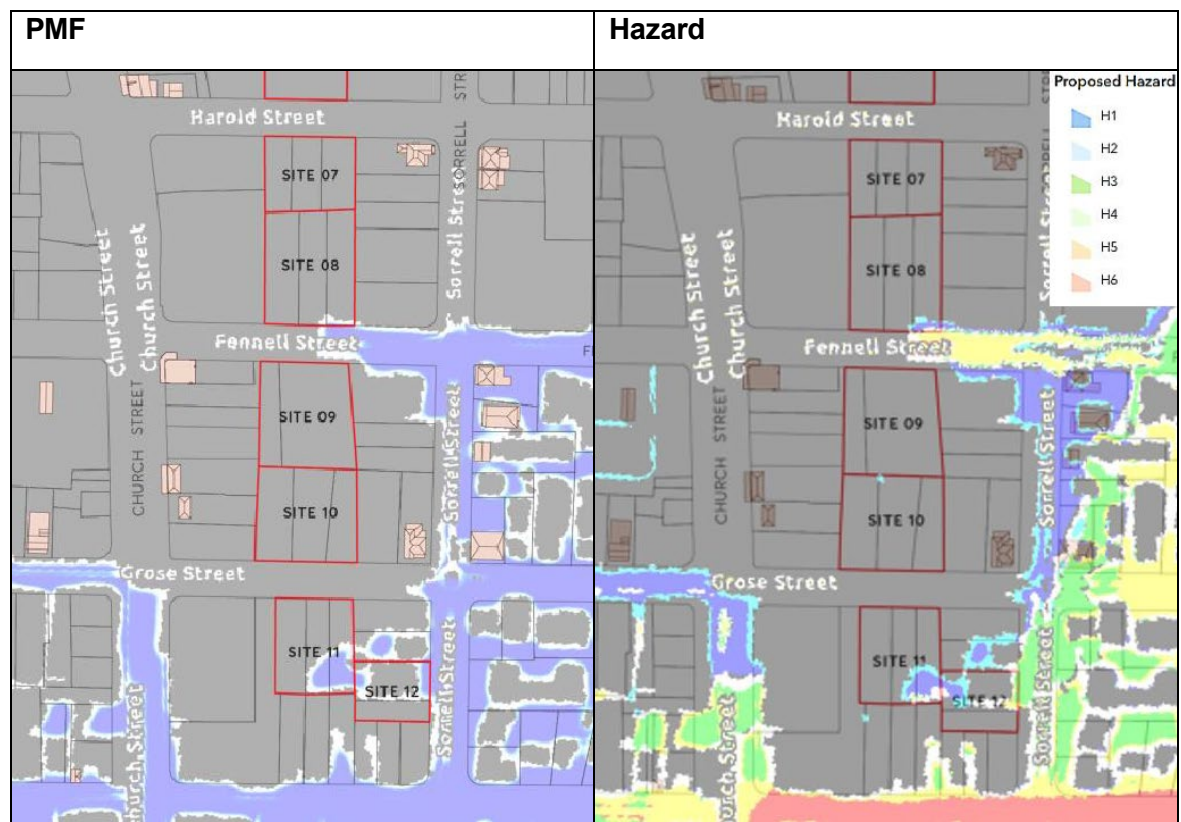 PMF
Hazard
Harold Street
SITE 07
SITE 08
STR
SORRELL
Sorrell Street
Church Street
Church Street
Fennell Street
CHURCH STREET
SITE 09
SITE 10
Sorrell Street
Grose Street
SITE 11
SITE 12
Sorrell Street
Church Street
Proposed Hazard
H1
H2
H3
H4
H5
H6
Harold Street
SITE 07
SITE 08
Church Street
Church Street
Fennell Street
CHURCH STREET
SITE 09
SITE 10
Sorrell Street
Grose Street
SITE 11
SITE 12
Sorrell Street